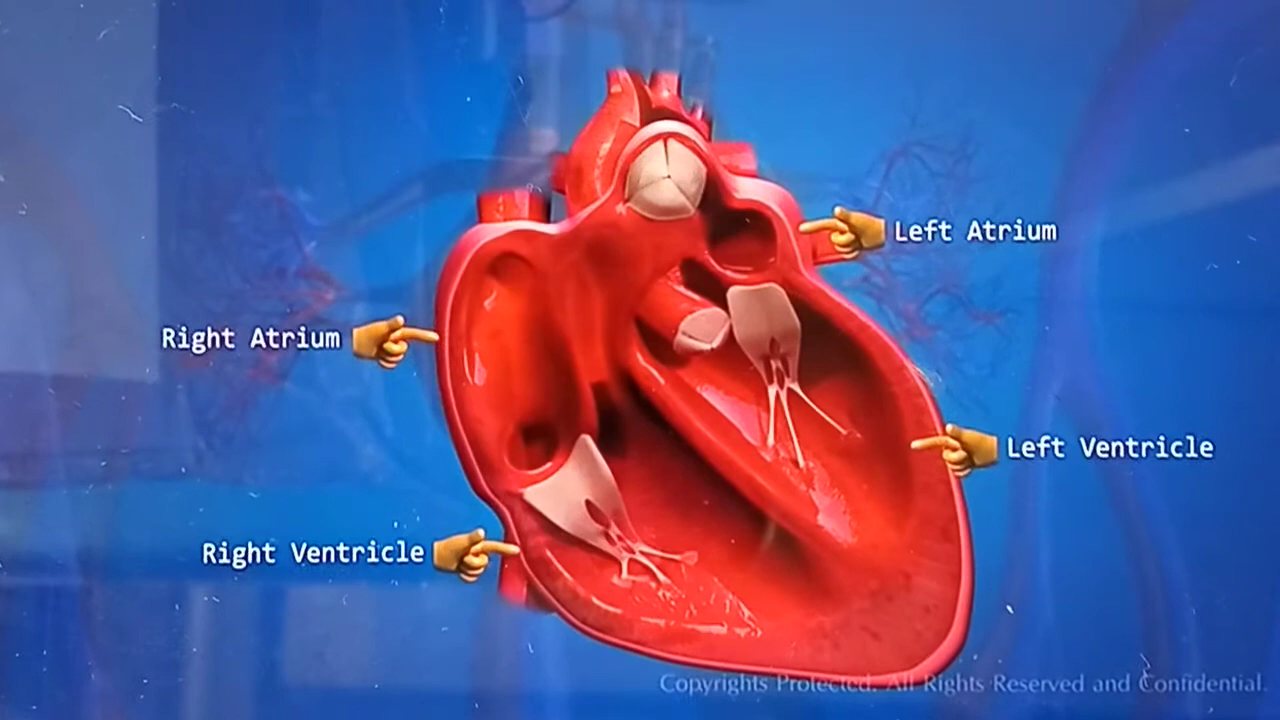 Left Atrium
Right Atrium
Left Ventricle
Right Ventricle
Copyrights Protected. All Rights Reserved and Confidential.